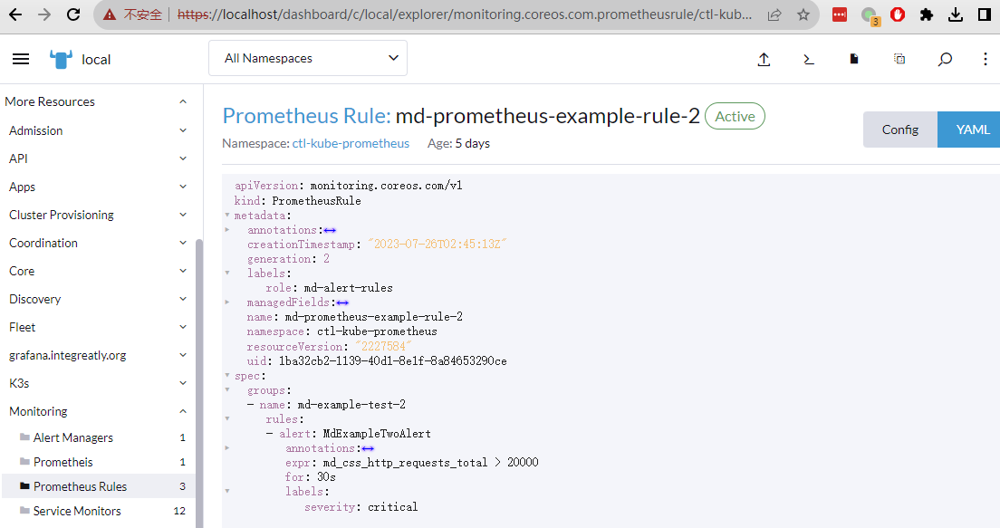 不安全 https://localhost/dashboard/c/local/explorer/monitoring.coreos.com.prometheusrule/ctl-kub...
3
local
All Namespaces
More Resources
Admission
API
Apps
Cluster Provisioning
Coordination
Core
Discovery
Fleet
grafana.integreatly.org
K3s
Monitoring
Alert Managers 1
Prometheis 1
Prometheus Rules 3
Service Monitors 12
Prometheus Rule: md-prometheus-example-rule-2 Active
Namespace: ctl-kube-prometheus Age: 5 days
Config YAML
apiVersion: monitoring.coreos.com/v1
kind: PrometheusRule
metadata:
annotations:
creationTimestamp: "2023-07-26T02:45:13Z"
generation: 2
labels:
role: md-alert-rules
managedFields:
name: md-prometheus-example-rule-2
namespace: ctl-kube-prometheus
resourceVersion: "2227584"
uid: 1ba32cb2-1139-40d1-8e1f-8a84653290ce
spec:
groups:
- name: md-example-test-2
rules:
- alert: MdExampleTwoAlert
annotations:
expr: md_css_http_requests_total > 20000
for: 30s
labels:
severity: critical